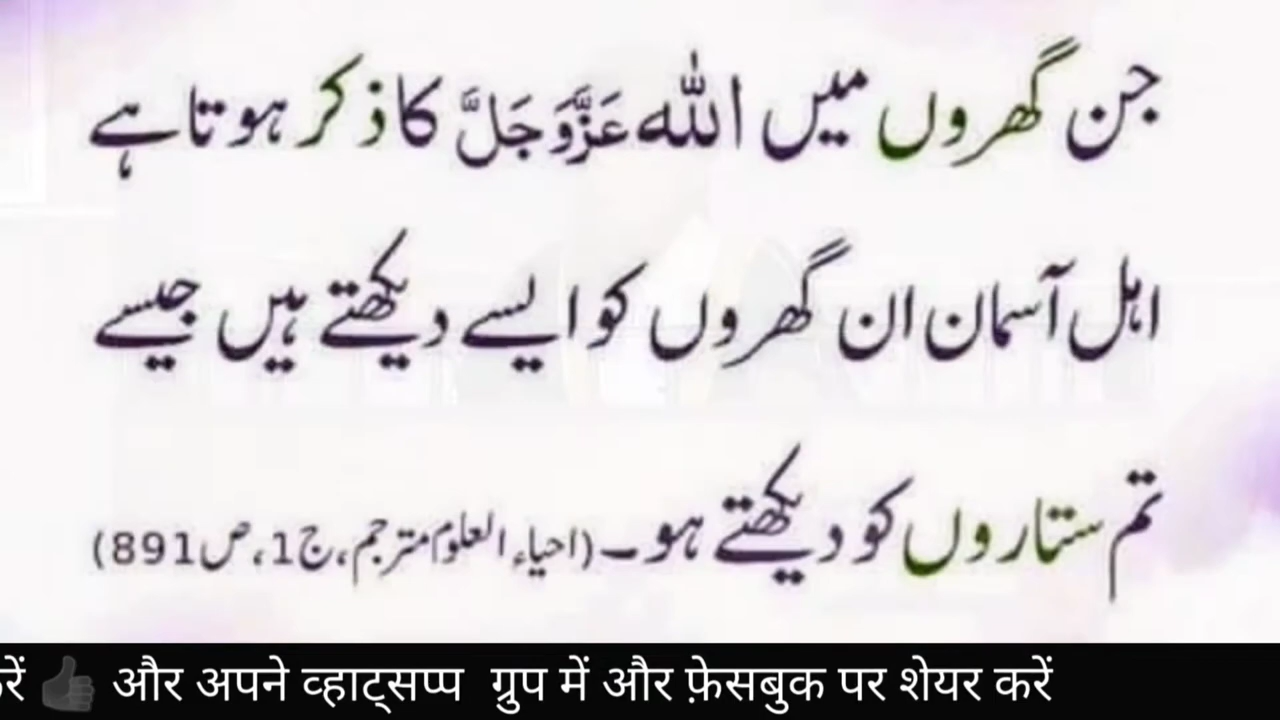 جن گھروں میں اللہ عَزَّوَجَلَّ کا ذکر ہوتا ہے
اہل آسمان ان گھروں کو ایسے دیکھتے ہیں جیسے
تم ستاروں کو دیکھتے ہو۔ (احیاء العلوم مترجم، ج1، ص891)
रें 👍 और अपने व्हाट्सप्प ग्रुप में और फ़ेसबुक पर शेयर करें